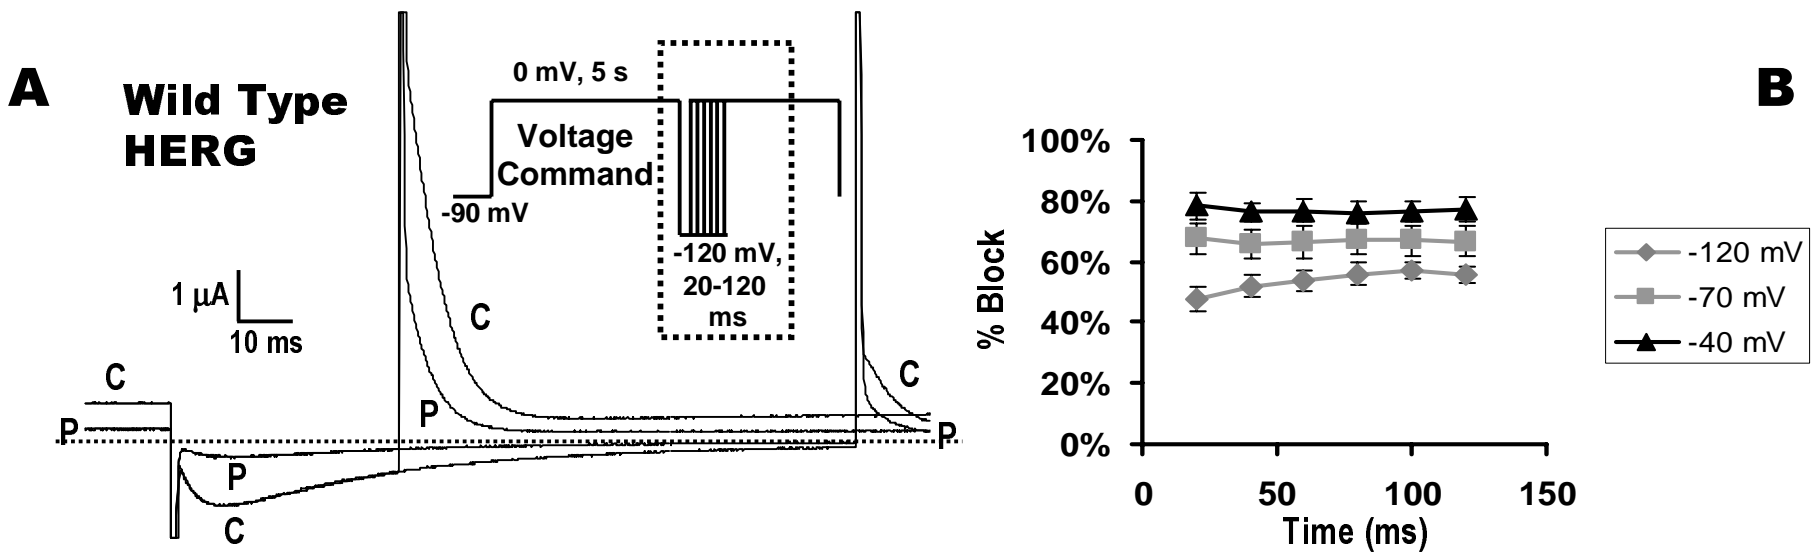 A
Wild Type
HERG
0 mV, 5 s
Voltage
Command
-90 mV
-120 mV,
20-120
ms
1 μA
10 ms
C
P
C
P
P
C
C
P
B
100%
80%
60%
40%
20%
0%
% Block
0
50
100
150
Time (ms)
-120 mV
-70 mV
-40 mV